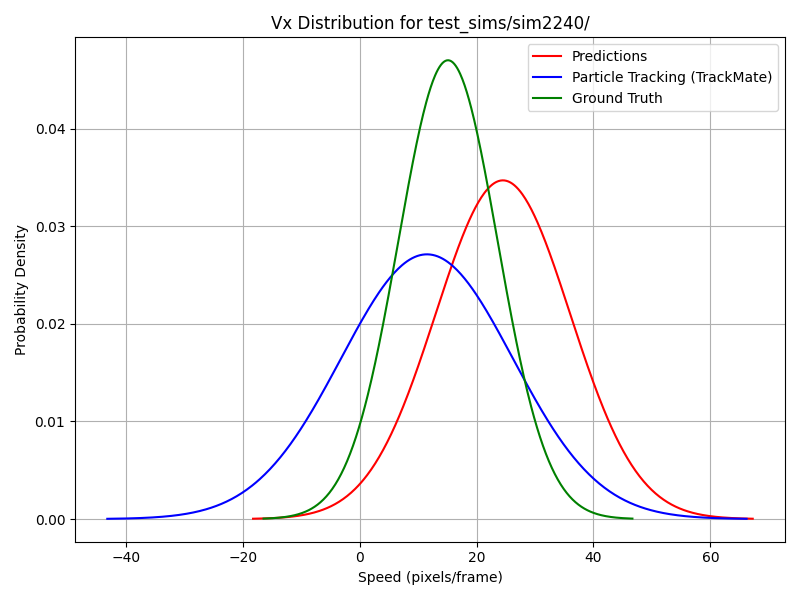 Vx Distribution for test_sims/sim2240/
Predictions
Particle Tracking (TrackMate)
Ground Truth
Probability Density
0.04
0.03
0.02
0.01
0.00
−40 −20 0 20 40 60
Speed (pixels/frame)